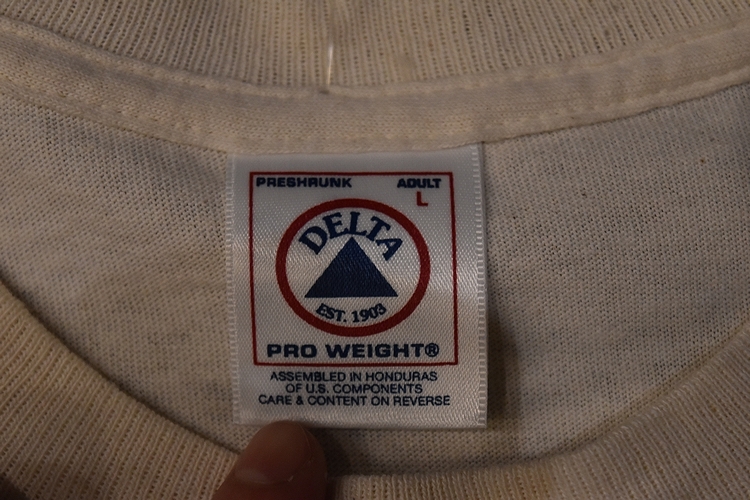 PRESHRUNK ADULT
L
DELTA
EST. 1903
PRO WEIGHT®
ASSEMBLED IN HONDURAS
OF U.S. COMPONENTS
CARE & CONTENT ON REVERSE